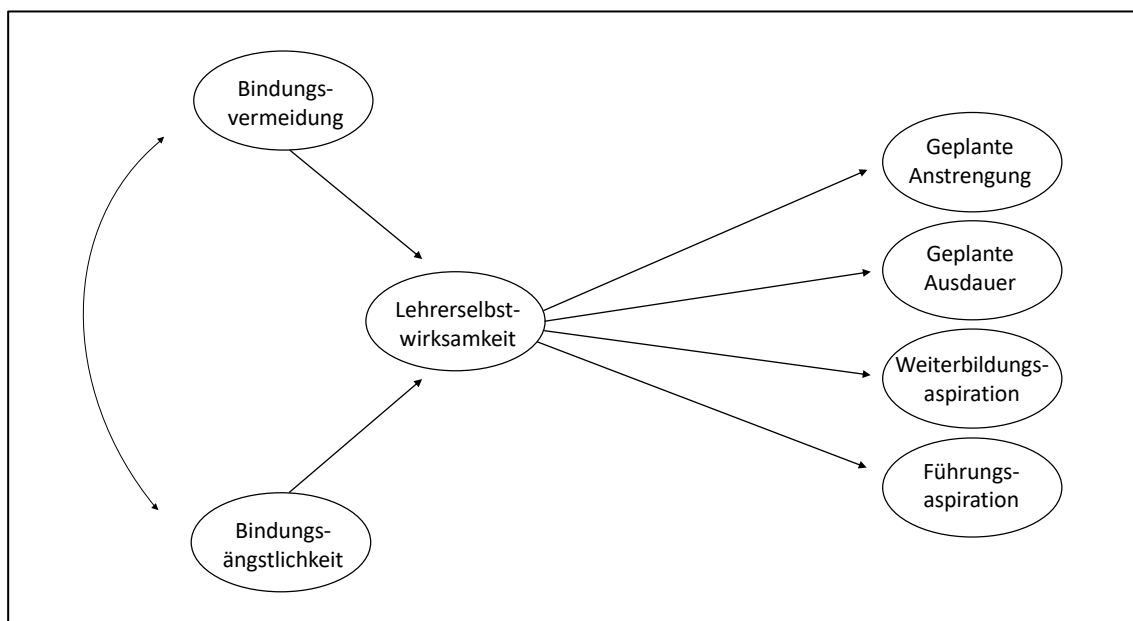 Bindungs-
vermeidung
Geplante
Anstrengung
Geplante
Ausdauer
Lehrerselbst-
wirksamkeit
Weiterbildungs-
aspiration
Führungs-
aspiration
Bindungs-
ängstlichkeit